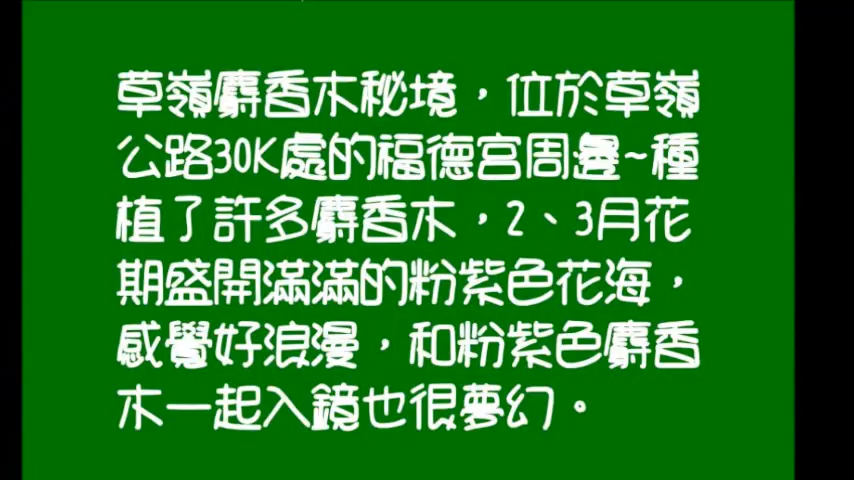 草嶺麝香木秘境，位於草嶺
公路30K處的福德宮周邊~種
植了許多麝香木，2、3月花
期盛開滿滿的粉紫色花海，
感覺好浪漫，和粉紫色麝香
木一起入鏡也很夢幻。